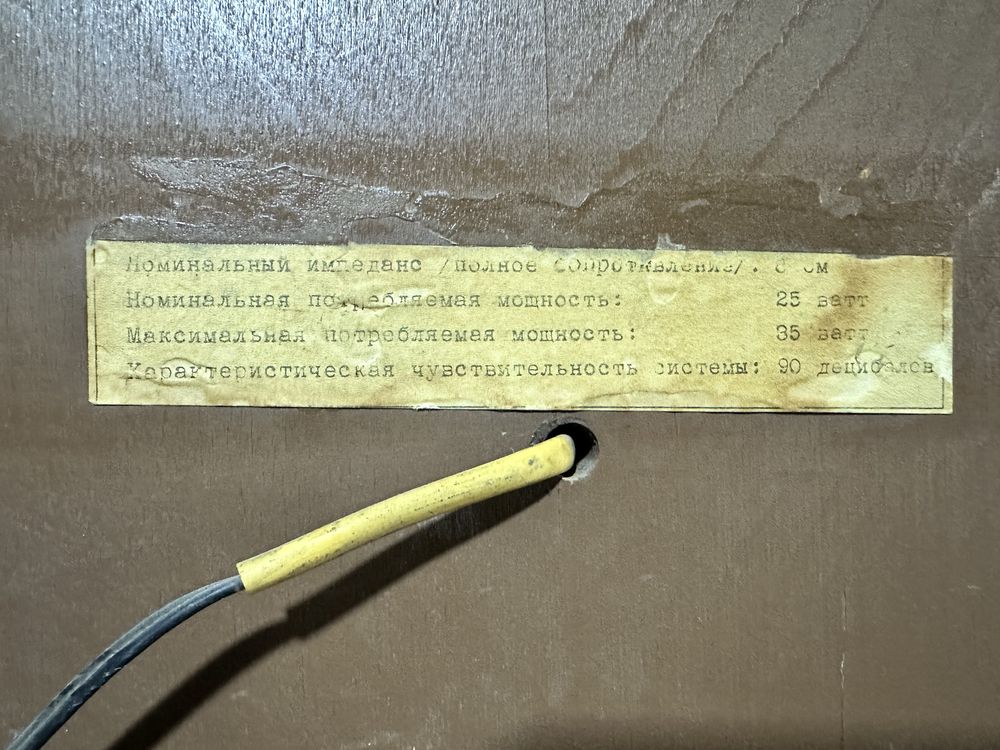 Номинальный импеданс /полное сопротивление/: 8 ом
Номинальная потребляемая мощность: 25 ватт
Максимальная потребляемая мощность: 35 ватт
Характеристическая чувствительность системы: 90 децибалов